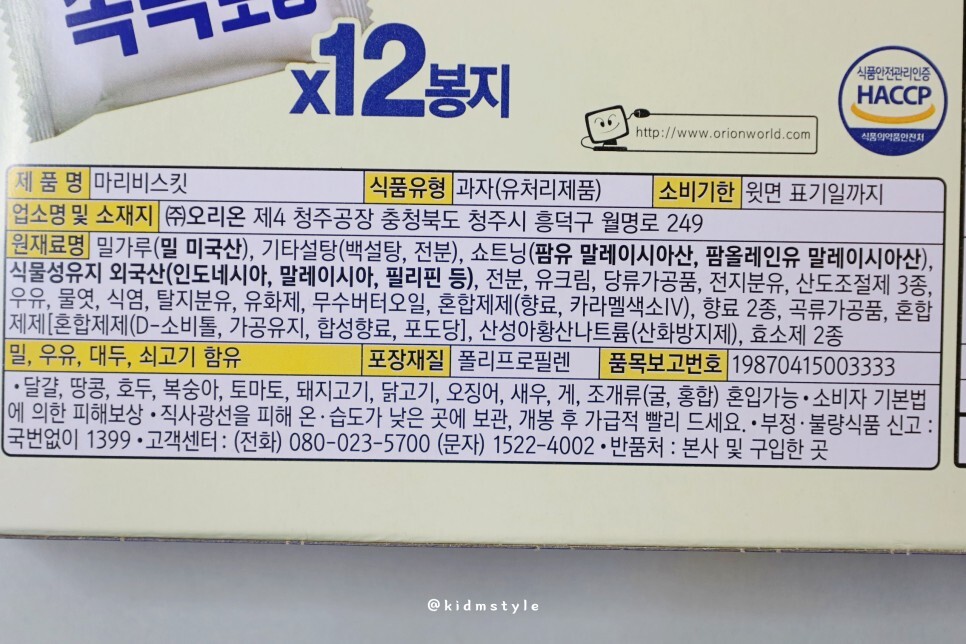 x12봉지
식품안전관리인증
HACCP
식품의약품안전처
http://www.orionworld.com
제 품 명 마리비스킷 식품유형 과자(유처리제품) 소비기한 윗면 표기일까지
업소명 및 소재지 ㈜오리온 제4 청주공장 충청북도 청주시 흥덕구 월명로 249
원재료명 밀가루(밀 미국산), 기타설탕(백설탕, 전분), 쇼트닝(팜유 말레이시아산, 팜올레인유 말레이시아산),
식물성유지 외국산(인도네시아, 말레이시아, 필리핀 등), 전분, 유크림, 당류가공품, 전지분유, 산도조절제 3종,
우유, 물엿, 식염, 탈지분유, 유화제, 무수버터오일, 혼합제제(향료, 카라멜색소IV), 향료 2종, 곡류가공품, 혼합
제제[혼합제제(D-소비톨, 가공유지, 합성향료, 포도당], 산성아황산나트륨(산화방지제), 효소제 2종
밀, 우유, 대두, 쇠고기 함유 포장재질 폴리프로필렌 품목보고번호 19870415003333
•달걀, 땅콩, 호두, 복숭아, 토마토, 돼지고기, 닭고기, 오징어, 새우, 게, 조개류(굴, 홍합) 혼입가능 •소비자 기본법
에 의한 피해보상 •직사광선을 피해 온·습도가 낮은 곳에 보관, 개봉 후 가급적 빨리 드세요. •부정·불량식품 신고 :
국번없이 1399 •고객센터 : (전화) 080-023-5700 (문자) 1522-4002 •반품처 : 본사 및 구입한 곳
@kidmstyle